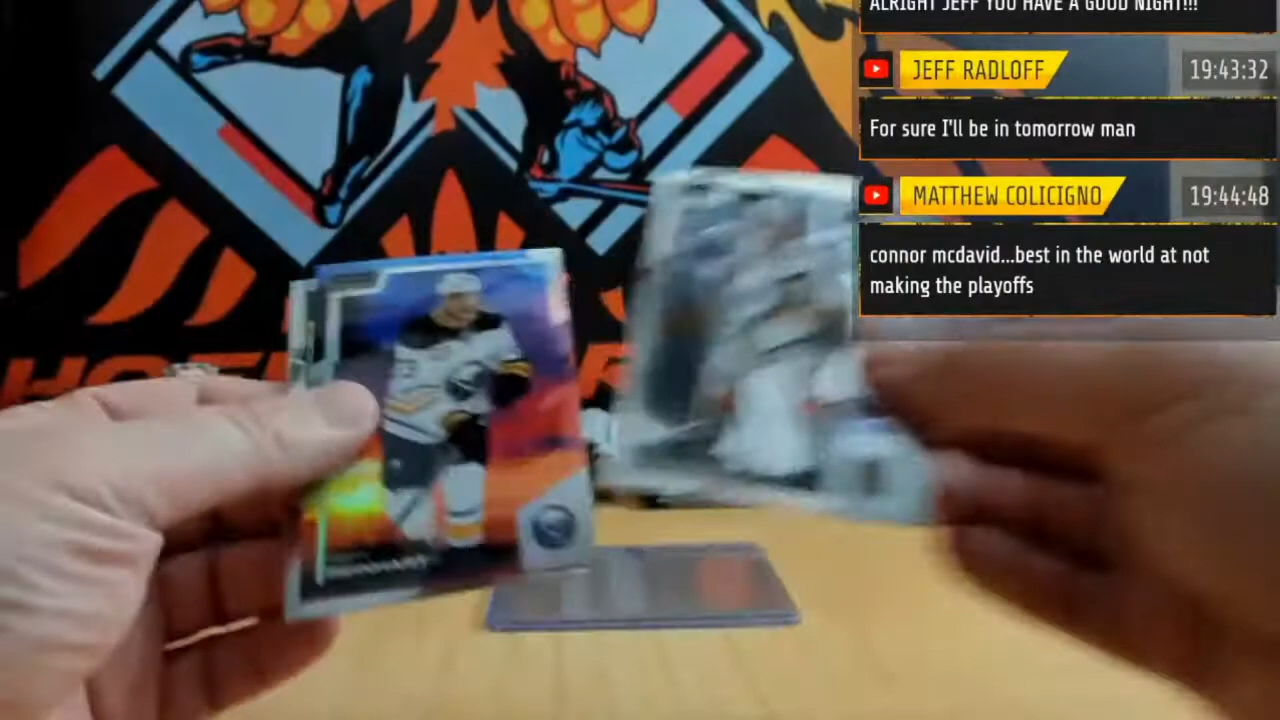 ALRIGHT JEFF YOU HAVE A GOOD NIGHT!!!
JEFF RADLOFF
19:43:32
For sure I'll be in tomorrow man
MATTHEW COLICIGNO
19:44:48
connor mcdavid...best in the world at not
making the playoffs